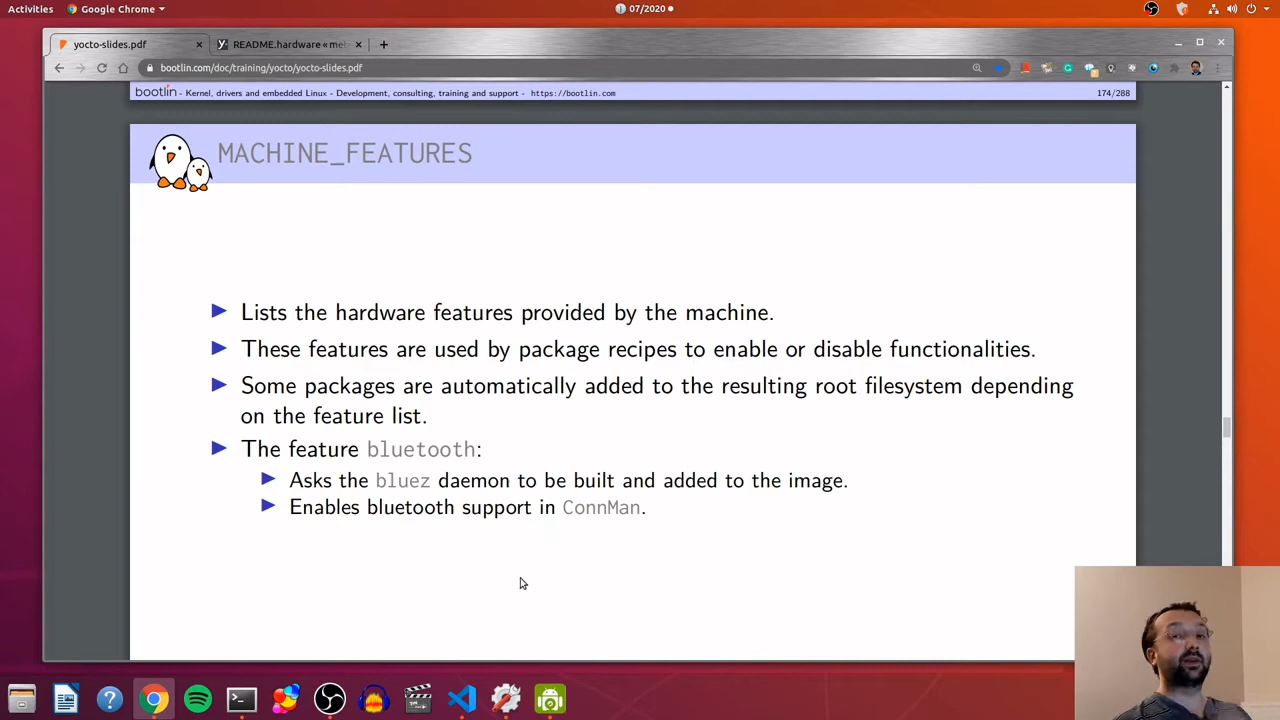 Activities Google Chrome 07/2020
yocto-slides.pdf README.hardware « me
bootlin.com/doc/training/yocto/yocto-slides.pdf
bootlin - Kernel, drivers and embedded Linux - Development, consulting, training and support - https://bootlin.com 174/288
MACHINE_FEATURES
Lists the hardware features provided by the machine.
These features are used by package recipes to enable or disable functionalities.
Some packages are automatically added to the resulting root filesystem depending
on the feature list.
The feature bluetooth:
Asks the bluez daemon to be built and added to the image.
Enables bluetooth support in ConnMan.